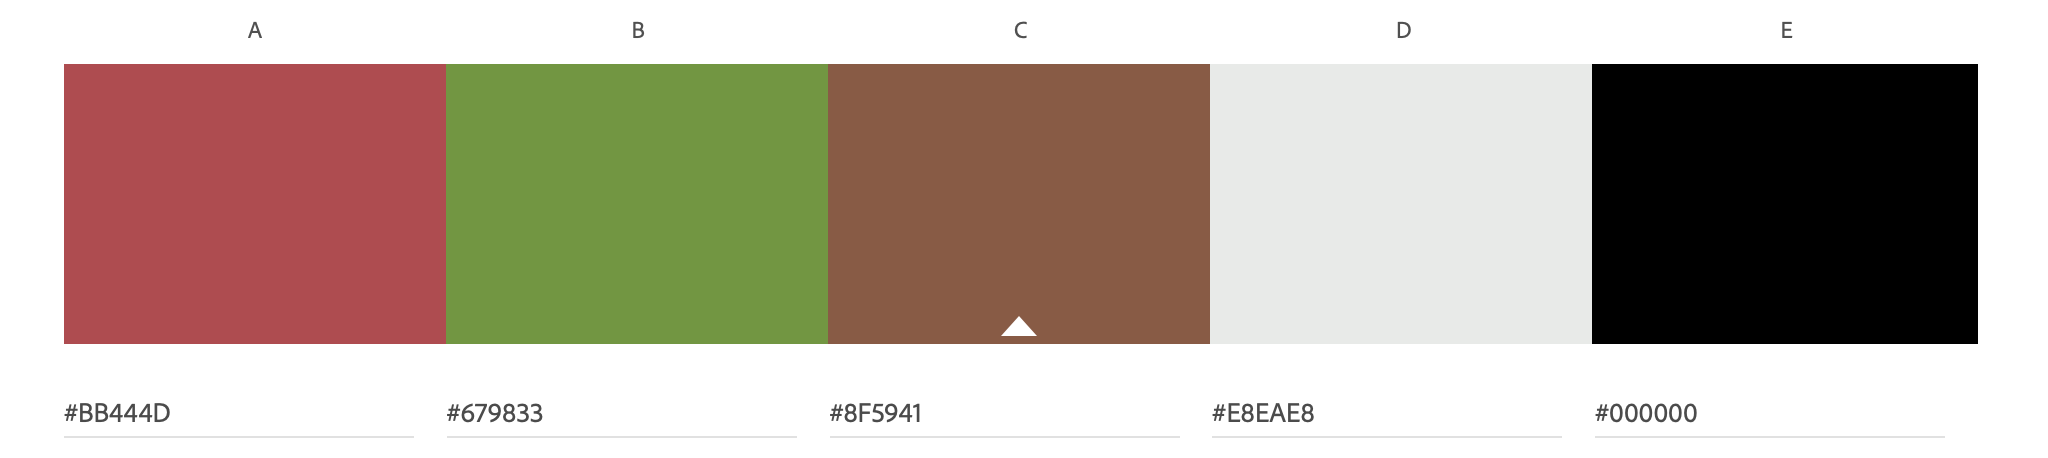 A B C D E
#BB444D #679833 #8F5941 #E8EAE8 #000000